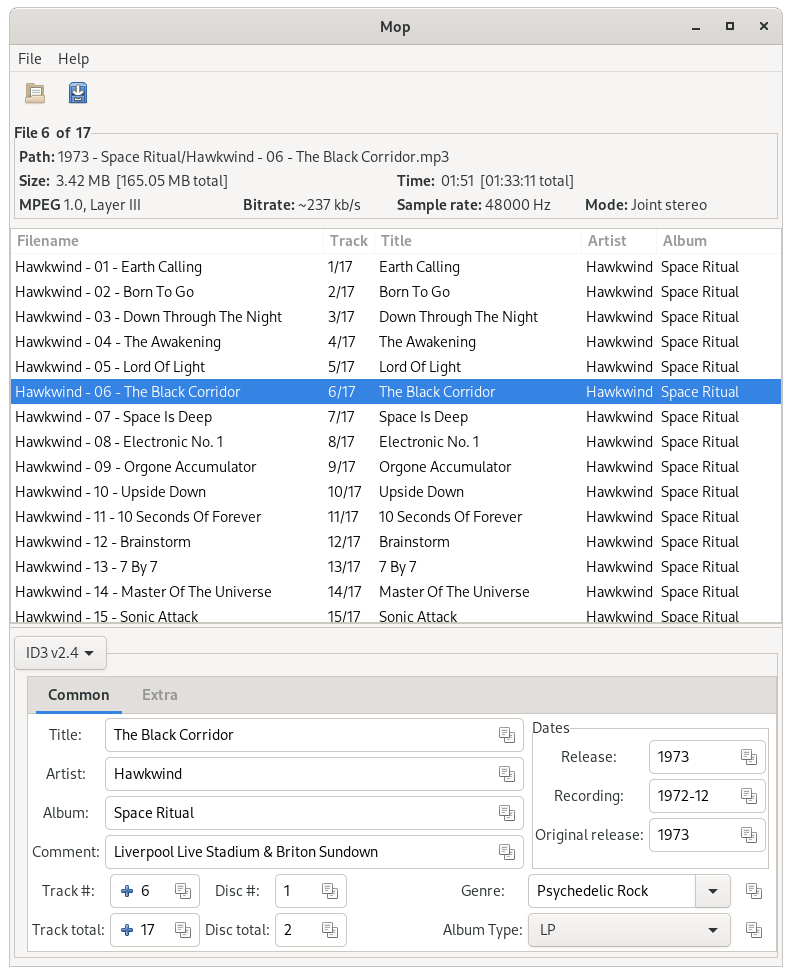 Mop
File Help
File 6 of 17
Path: 1973 - Space Ritual/Hawkwind - 06 - The Black Corridor.mp3
Size: 3.42 MB [165.05 MB total] Time: 01:51 [01:33:11 total]
MPEG 1.0, Layer III Bitrate: ~237 kb/s Sample rate: 48000 Hz Mode: Joint stereo
Filename Track Title Artist Album
Hawkwind - 01 - Earth Calling 1/17 Earth Calling Hawkwind Space Ritual
Hawkwind - 02 - Born To Go 2/17 Born To Go Hawkwind Space Ritual
Hawkwind - 03 - Down Through The Night 3/17 Down Through The Night Hawkwind Space Ritual
Hawkwind - 04 - The Awakening 4/17 The Awakening Hawkwind Space Ritual
Hawkwind - 05 - Lord Of Light 5/17 Lord Of Light Hawkwind Space Ritual
Hawkwind - 06 - The Black Corridor 6/17 The Black Corridor Hawkwind Space Ritual
Hawkwind - 07 - Space Is Deep 7/17 Space Is Deep Hawkwind Space Ritual
Hawkwind - 08 - Electronic No. 1 8/17 Electronic No. 1 Hawkwind Space Ritual
Hawkwind - 09 - Orgone Accumulator 9/17 Orgone Accumulator Hawkwind Space Ritual
Hawkwind - 10 - Upside Down 10/17 Upside Down Hawkwind Space Ritual
Hawkwind - 11 - 10 Seconds Of Forever 11/17 10 Seconds Of Forever Hawkwind Space Ritual
Hawkwind - 12 - Brainstorm 12/17 Brainstorm Hawkwind Space Ritual
Hawkwind - 13 - 7 By 7 13/17 7 By 7 Hawkwind Space Ritual
Hawkwind - 14 - Master Of The Universe 14/17 Master Of The Universe Hawkwind Space Ritual
Hawkwind - 15 - Sonic Attack 15/17 Sonic Attack Hawkwind Space Ritual
ID3 v2.4
Common Extra
Title: The Black Corridor
Artist: Hawkwind
Album: Space Ritual
Comment: Liverpool Live Stadium & Briton Sundown
Dates
Release: 1973
Recording: 1972-12
Original release: 1973
Track #: 6 Disc #: 1 Genre: Psychedelic Rock
Track total: 17 Disc total: 2 Album Type: LP